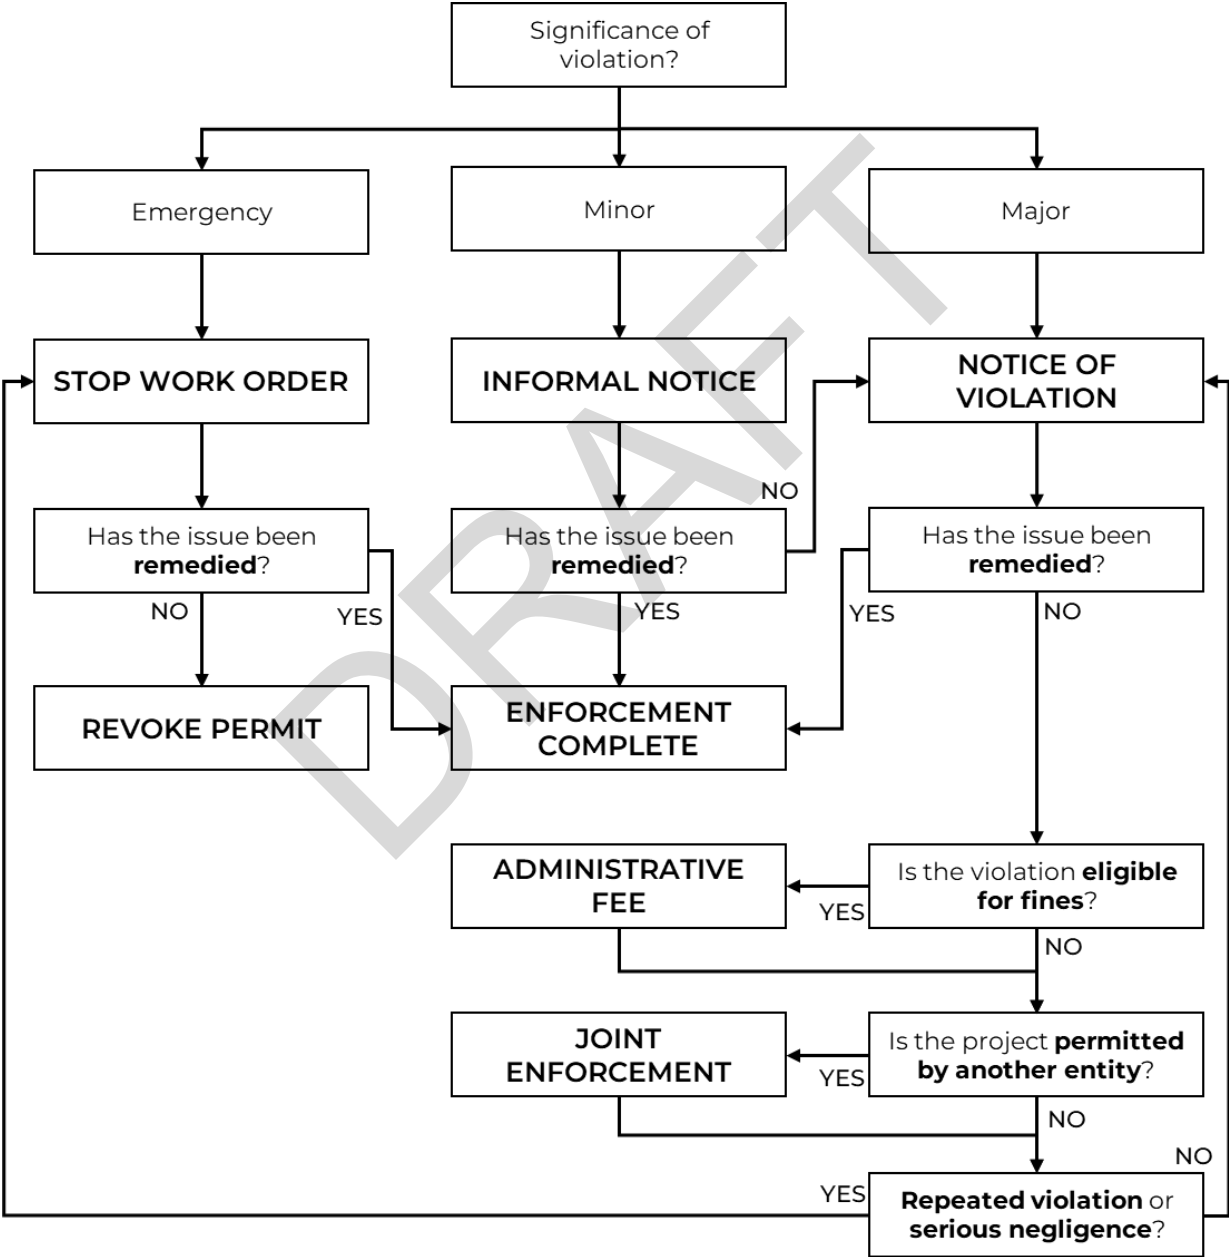 Significance of
violation?
Emergency
Minor
Major
STOP WORK ORDER
INFORMAL NOTICE
NOTICE OF
VIOLATION
NO
Has the issue been
remedied?
Has the issue been
remedied?
Has the issue been
remedied?
NO
YES
YES
YES
NO
REVOKE PERMIT
ENFORCEMENT
COMPLETE
ADMINISTRATIVE
FEE
Is the violation eligible
for fines?
YES
NO
JOINT
ENFORCEMENT
Is the project permitted
by another entity?
YES
NO
NO
YES
Repeated violation or
serious negligence?
DRAFT